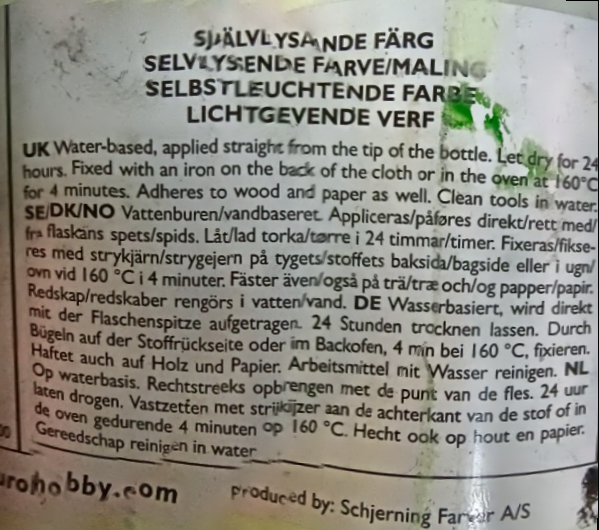 SJÄLVLYSANDE FÄRG
SELVLYSENDE FARVE/MALING
SELBSTLEUCHTENDE FARBE
LICHTGEVENDE VERF
UK Water-based, applied straight from the tip of the bottle. Let dry for 24
hours. Fixed with an iron on the back of the cloth or in the oven at 160°C
for 4 minutes. Adheres to wood and paper as well. Clean tools in water.
SE/DK/NO Vattenburen/vandbaseret. Appliceras/påføres direkt/rett med/
fra flaskans spets/spids. Låt/lad torka/tørre i 24 timmar/timer. Fixeras/fikse-
res med strykjärn/strygejern på tygets/stoffets baksida/bagside eller i ugn/
ovn vid 160 °C i 4 minuter. Fäster även/også på trä/træ och/og papper/papir.
Redskap/redskaber rengörs i vatten/vand. DE Wasserbasiert, wird direkt
mit der Flaschenspitze aufgetragen. 24 Stunden trocknen lassen. Durch
Bügeln auf der Stoffrückseite oder im Backofen, 4 min bei 160 °C, fixieren.
Haftet auch auf Holz und Papier. Arbeitsmittel mit Wasser reinigen. NL
Op waterbasis. Rechtstreeks opbrengen met de punt van de fles. 24 uur
laten drogen. Vastzetten met strijkijzer aan de achterkant van de stof of in
de oven gedurende 4 minuten op 160 °C. Hecht ook op hout en papier.
Gereedschap reinigen in water
urohobby.com
produced by: Schjerning Farver A/S